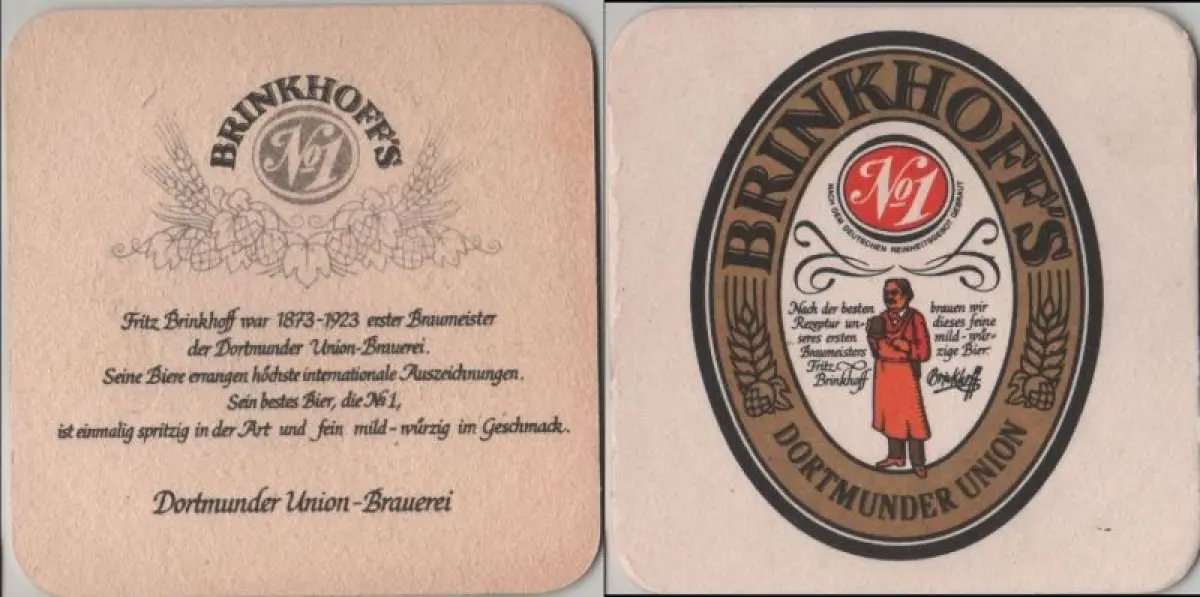 BRINKHOFF'S
No1
Fritz Brinkhoff war 1873-1923 erster Braumeister
der Dortmunder Union-Brauerei.
Seine Biere errangen höchste internationale Auszeichnungen.
Sein bestes Bier, die No1,
ist einmalig spritzig in der Art und fein mild-würzig im Geschmack.
Dortmunder Union-Brauerei
BRINKHOFF'S
No1
NACH DEM DEUTSCHEN REINHEITSGEBOT GEBRAUT
Nach der besten
Rezeptur un-
seres ersten
Braumeisters
Fritz
Brinkhoff
brauen wir
dieses feine
mild-wür-
zige Bier.
Brinkhoff
DORTMUNDER UNION